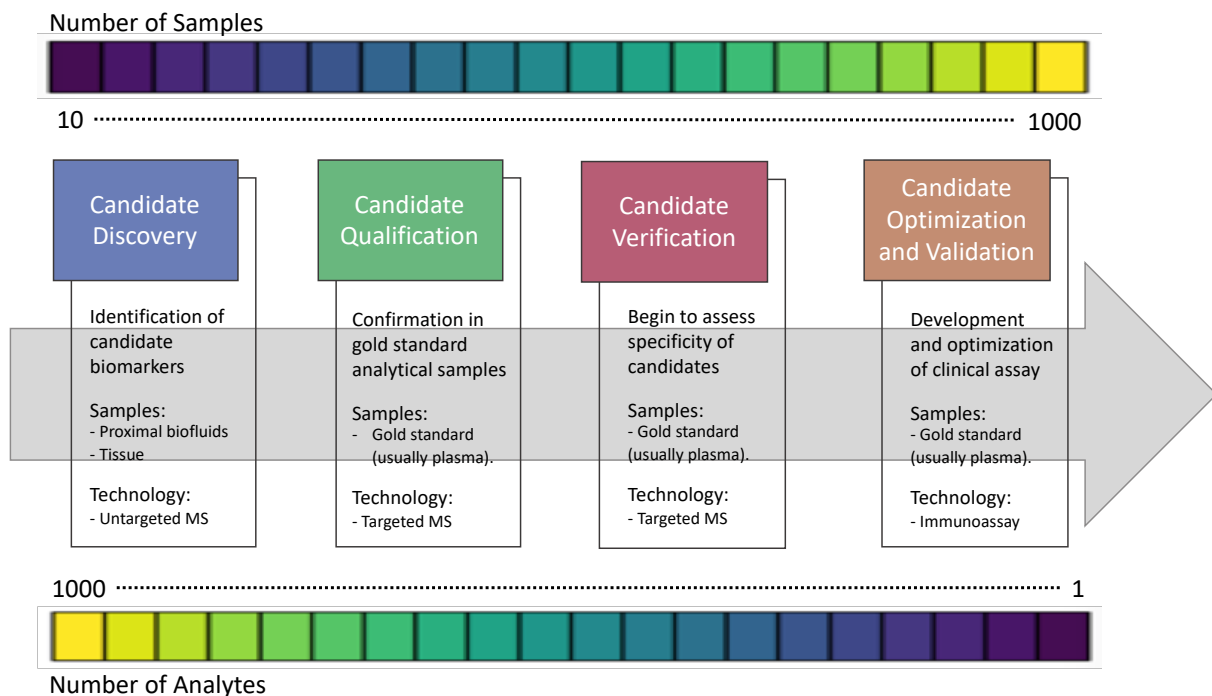 Number of Samples
10 1000
Candidate
Discovery
Identification of
candidate
biomarkers
Samples:
- Proximal biofluids
- Tissue
Technology:
- Untargeted MS
Candidate
Qualification
Confirmation in
gold standard
analytical samples
Samples:
- Gold standard
(usually plasma).
Technology:
- Targeted MS
Candidate
Verification
Begin to assess
specificity of
candidates
Samples:
- Gold standard
(usually plasma).
Technology:
- Targeted MS
Candidate
Optimization
and Validation
Development
and optimization
of clinical assay
Samples:
- Gold standard
(usually plasma).
Technology:
- Immunoassay
1000 1
Number of Analytes